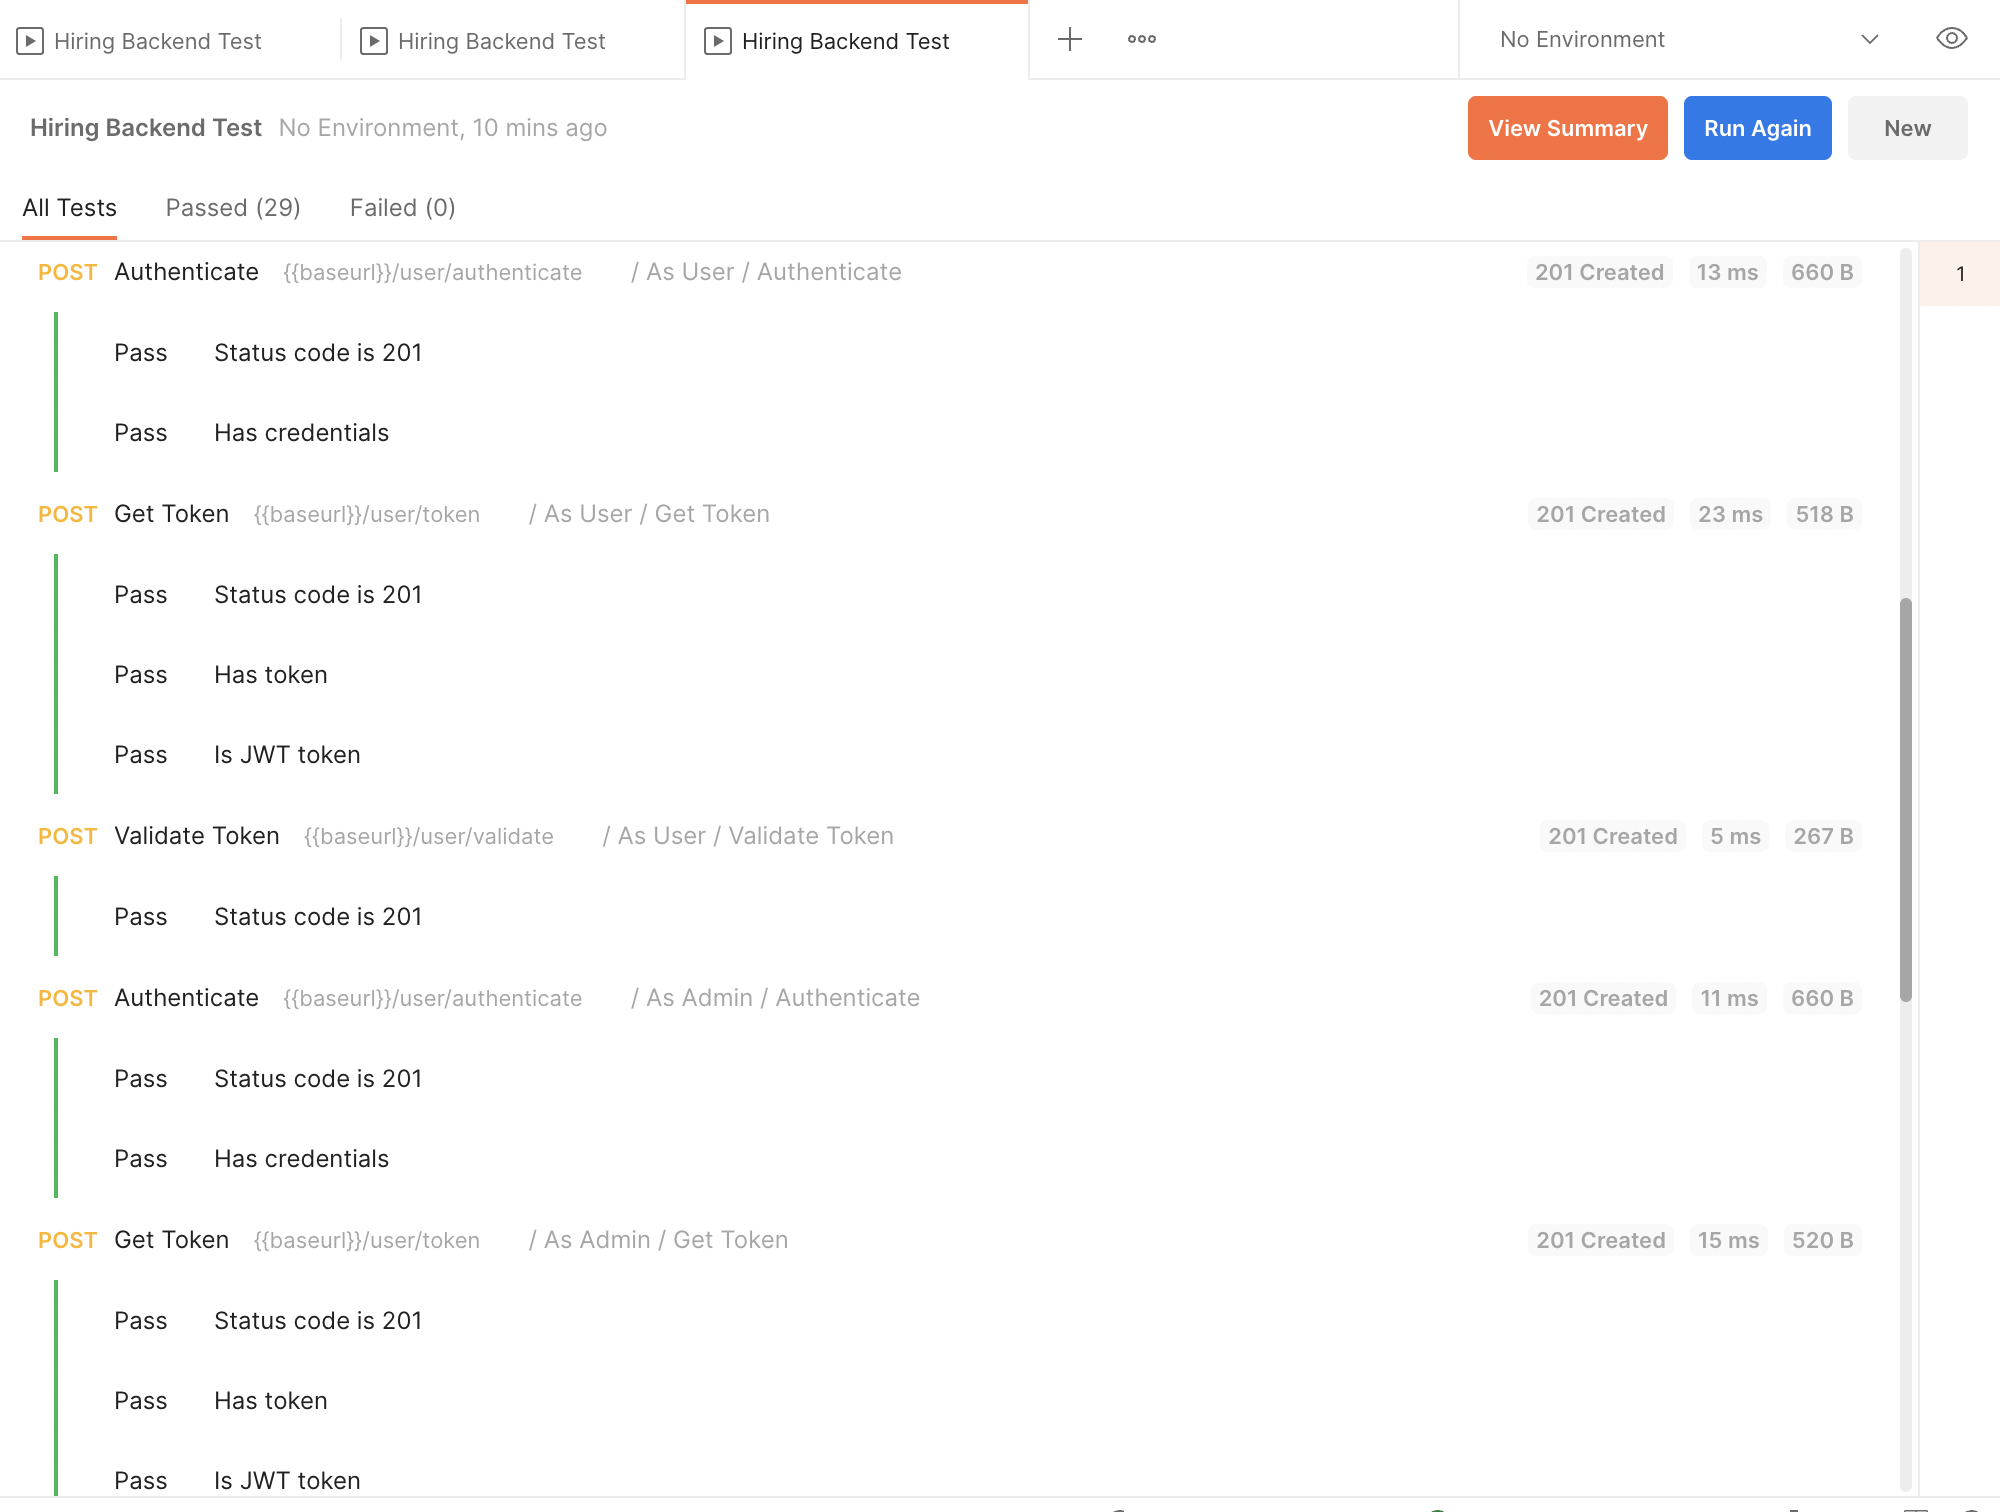 Hiring Backend Test Hiring Backend Test Hiring Backend Test No Environment
Hiring Backend Test No Environment, 10 mins ago View Summary Run Again New
All Tests Passed (29) Failed (0)
POST Authenticate {{baseurl}}/user/authenticate / As User / Authenticate 201 Created 13 ms 660 B 1
Pass Status code is 201
Pass Has credentials
POST Get Token {{baseurl}}/user/token / As User / Get Token 201 Created 23 ms 518 B
Pass Status code is 201
Pass Has token
Pass Is JWT token
POST Validate Token {{baseurl}}/user/validate / As User / Validate Token 201 Created 5 ms 267 B
Pass Status code is 201
POST Authenticate {{baseurl}}/user/authenticate / As Admin / Authenticate 201 Created 11 ms 660 B
Pass Status code is 201
Pass Has credentials
POST Get Token {{baseurl}}/user/token / As Admin / Get Token 201 Created 15 ms 520 B
Pass Status code is 201
Pass Has token
Pass Is JWT token